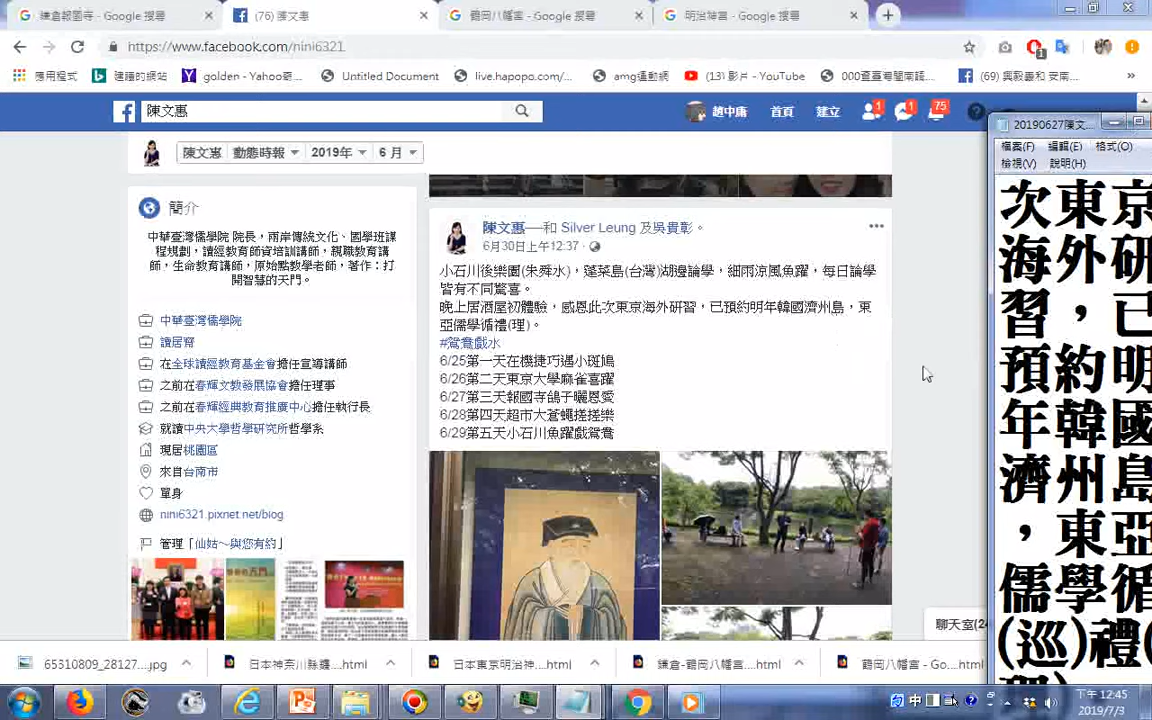 鎌倉報國寺 - Google 搜尋
(76) 陳文惠
鶴岡八幡宮 - Google 搜尋
明治神宮 - Google 搜尋
https://www.facebook.com/nini6321
應用程式
建議的網站
golden - Yahoo奇...
Untitled Document
live.hapopo.com/...
amg運動網
(13) 影片 - YouTube
(69) 興毅義和 安南...
陳文惠
趙中庸
首頁
建立
1
1
75
陳文惠
動態時報
2019年
6 月
簡介
中華臺灣儒學院 院長，兩岸傳統文化、國學班課
程規劃，讀經教育師資培訓講師，親職教育講
師，生命教育講師，原始點教學老師，著作：打
開智慧的天門。
中華臺灣儒學院
讀居齋
在全球讀經教育基金會擔任宣導講師
之前在春輝文教發展協會擔任理事
之前在春輝經典教育推廣中心擔任執行長
就讀中央大學哲學研究所哲學系
現居桃園區
來自台南市
單身
nini6321.pixnet.net/blog
管理「仙姑～與您有約」
陳文惠—和 Silver Leung 及吳貴彰。
6月30日上午12:37
小石川後樂園(朱舜水)，蓬萊島(台灣)湖邊論學，細雨涼風魚躍，每日論學
皆有不同驚喜。
晚上居酒屋初體驗，感恩此次東京海外研習，已預約明年韓國濟州島，東
亞儒學循禮(理)。
#鴛鴦戲水
6/25第一天在機捷巧遇小斑鳩
6/26第二天東京大學麻雀喜躍
6/27第三天報國寺鴿子曬恩愛
6/28第四天超市大蒼蠅搓搓樂
6/29第五天小石川魚躍戲鴛鴦
20190627陳文...
檔案(F)
編輯(E)
格式(O)
檢視(V)
說明(H)
次東京
海外研
習，已
預約明
年韓國
濟州島
，東亞
儒學循
(巡)禮(
聊天室(2
65310809_28127....jpg
日本神奈川縣鎌....html
日本東京明治神....html
鎌倉-鶴岡八幡宮....html
鶴岡八幡宮 - Go....html
中
下午 12:45
2019/7/3